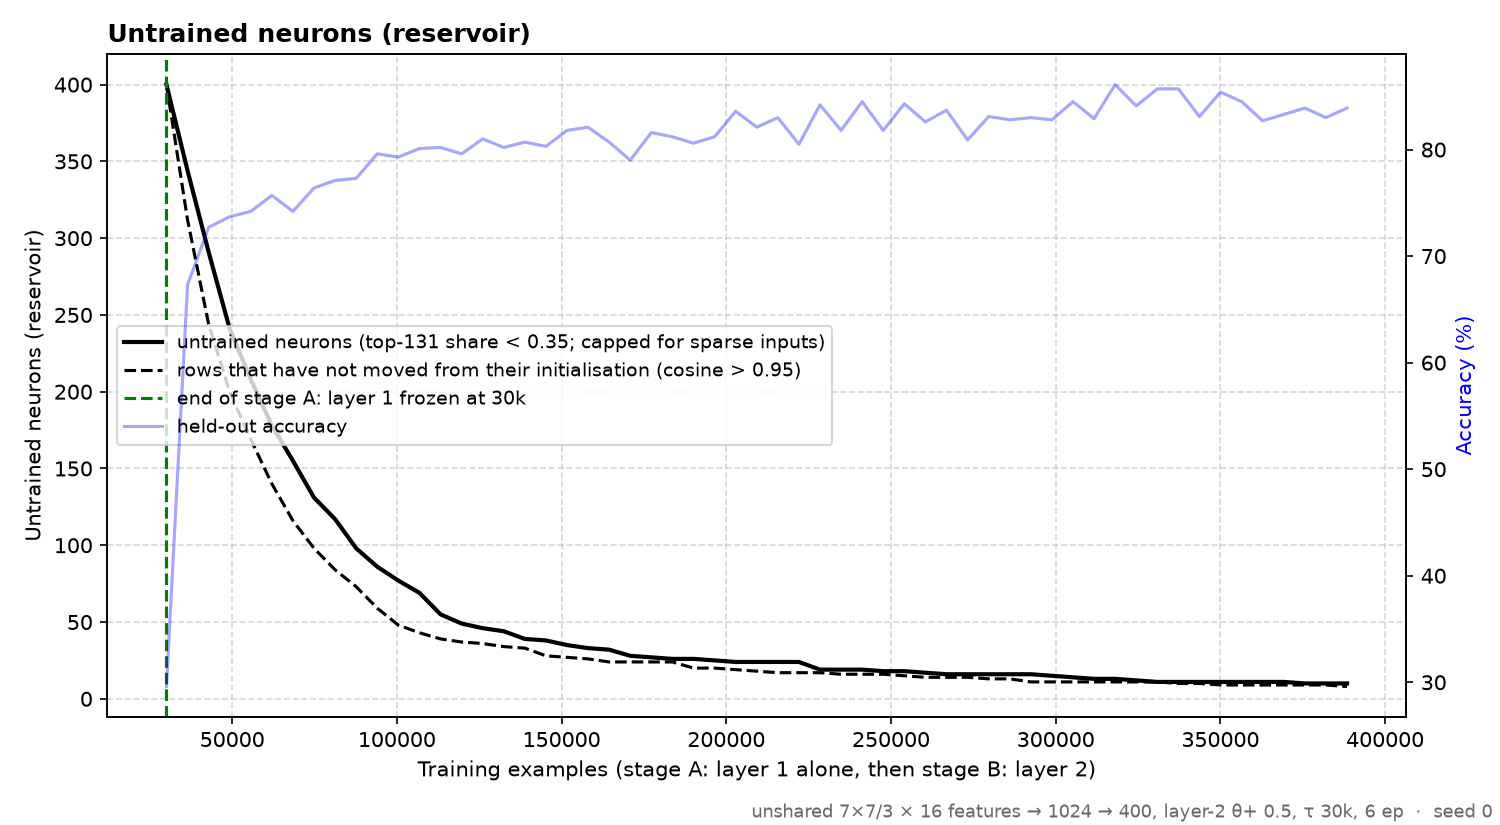 Untrained neurons (reservoir)
400
350
300
250
200
150
100
50
0
Untrained neurons (reservoir)
untrained neurons (top-131 share < 0.35; capped for sparse inputs)
rows that have not moved from their initialisation (cosine > 0.95)
end of stage A: layer 1 frozen at 30k
held-out accuracy
80
70
60
50
40
30
Accuracy (%)
50000 100000 150000 200000 250000 300000 350000 400000
Training examples (stage A: layer 1 alone, then stage B: layer 2)
unshared 7×7/3 × 16 features → 1024 → 400, layer-2 θ+ 0.5, τ 30k, 6 ep · seed 0